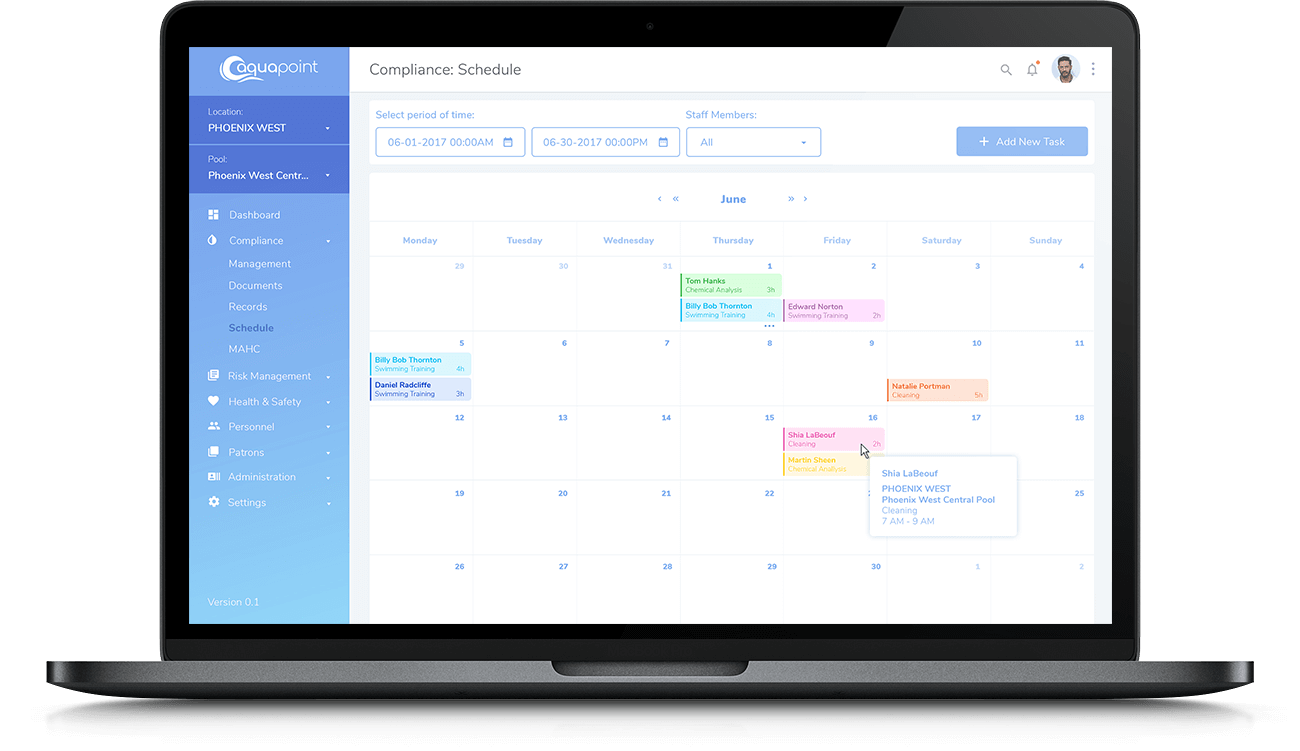 aquapoint
Compliance: Schedule
Location:
PHOENIX WEST
Pool:
Phoenix West Centr...
Dashboard
Compliance
Management
Documents
Records
Schedule
MAHC
Risk Management
Health & Safety
Personnel
Patrons
Administration
Settings
Version 0.1
Select period of time:
Staff Members:
06-01-2017 00:00AM
06-30-2017 00:00PM
All
+ Add New Task
‹ « June » ›
Monday Tuesday Wednesday Thursday Friday Saturday Sunday
29 30 31 1 2 3 4
Tom Hanks
Chemical Analysis 3h
Billy Bob Thornton
Swimming Training 4h
...
Edward Norton
Swimming Training 2h
5 6 7 8 9 10 11
Billy Bob Thornton
Swimming Training 4h
Daniel Radcliffe
Swimming Training 3h
Natalie Portman
Cleaning 5h
12 13 14 15 16 17 18
Shia LaBeouf
Cleaning 2h
Martin Sheen
Chemical Analysis
Shia LaBeouf
PHOENIX WEST
Phoenix West Central Pool
Cleaning
7 AM - 9 AM
19 20 21 22 25
26 27 28 29 30 1 2